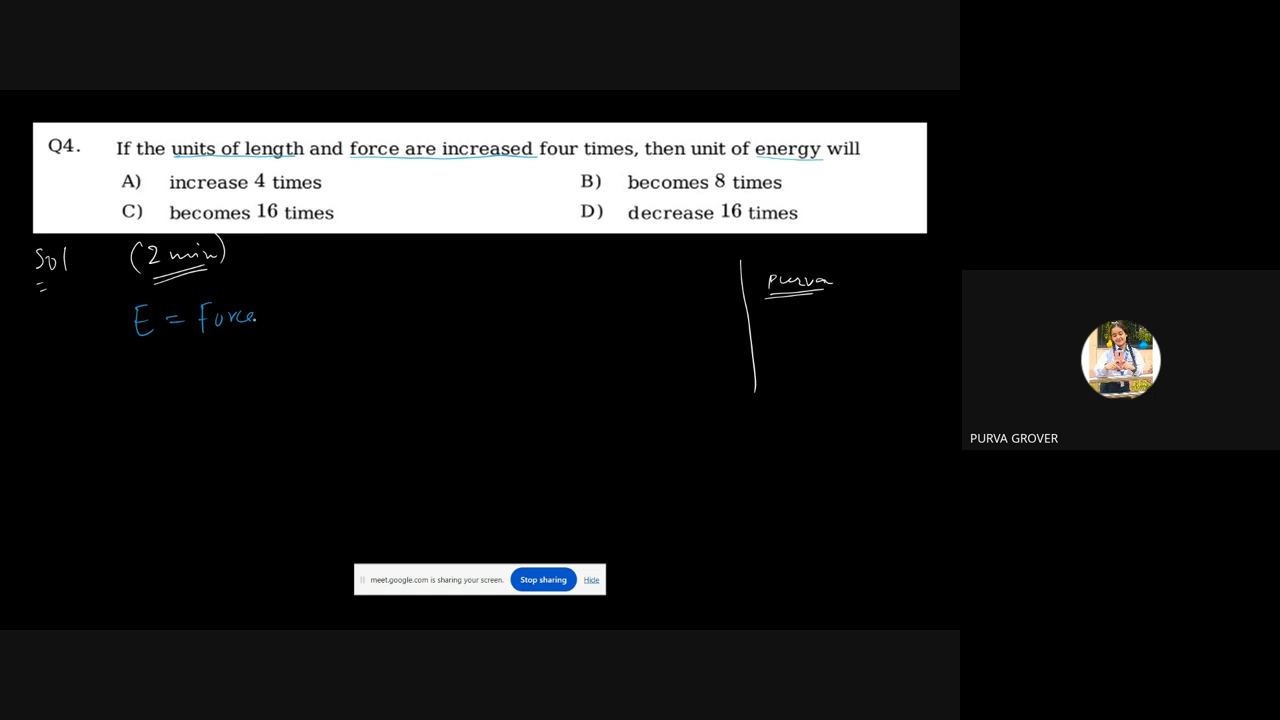 Q4. If the units of length and force are increased four times, then unit of energy will
A) increase 4 times B) becomes 8 times
C) becomes 16 times D) decrease 16 times
Sol (2 min)
purva
E = Force
PURVA GROVER
meet.google.com is sharing your screen. Stop sharing Hide